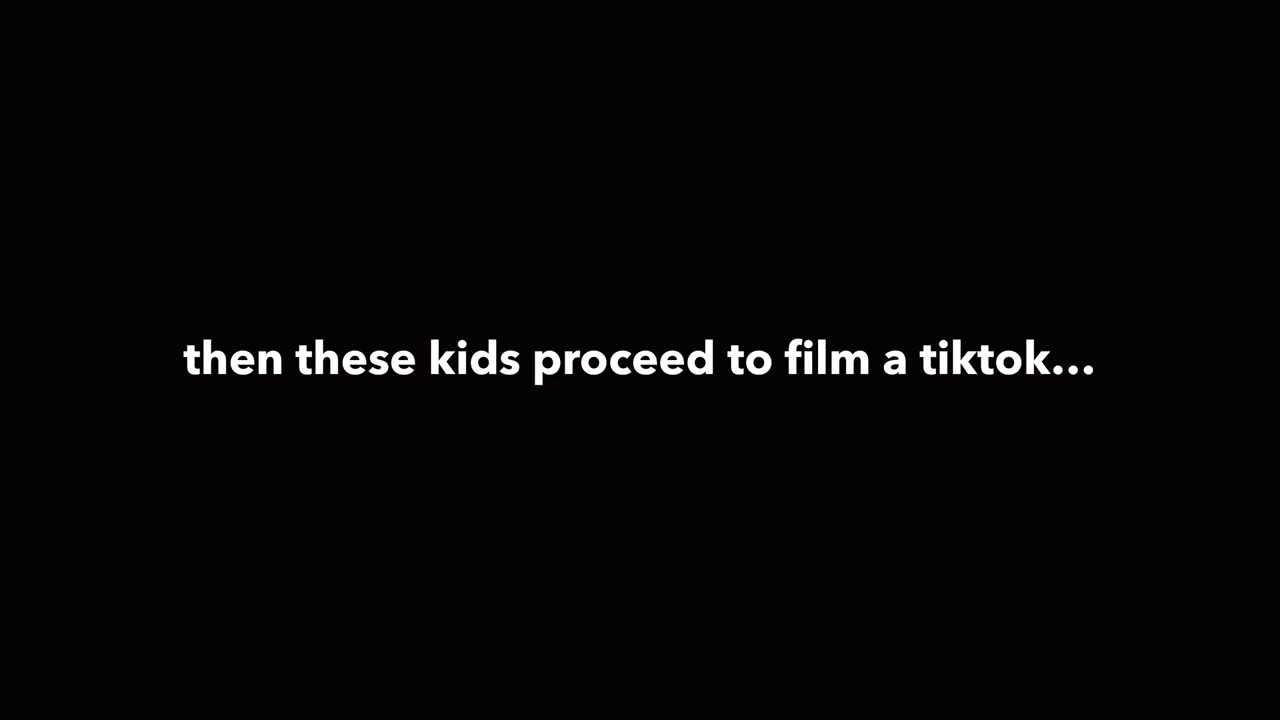 then these kids proceed to film a tiktok...